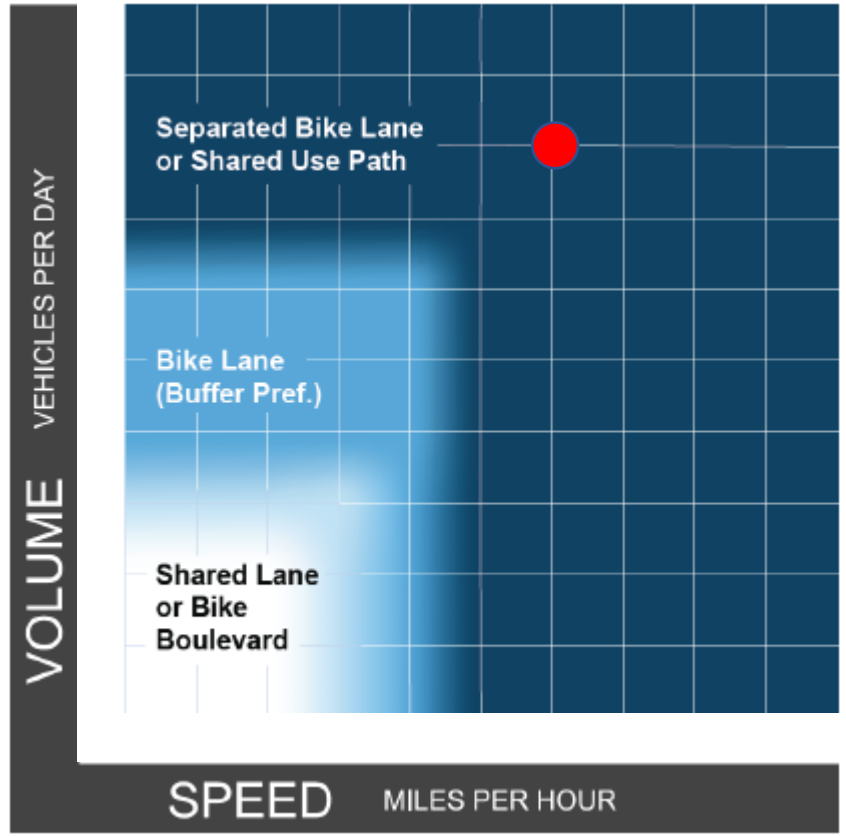 Separated Bike Lane
or Shared Use Path
Bike Lane
(Buffer Pref.)
Shared Lane
or Bike
Boulevard
VOLUME VEHICLES PER DAY
SPEED MILES PER HOUR